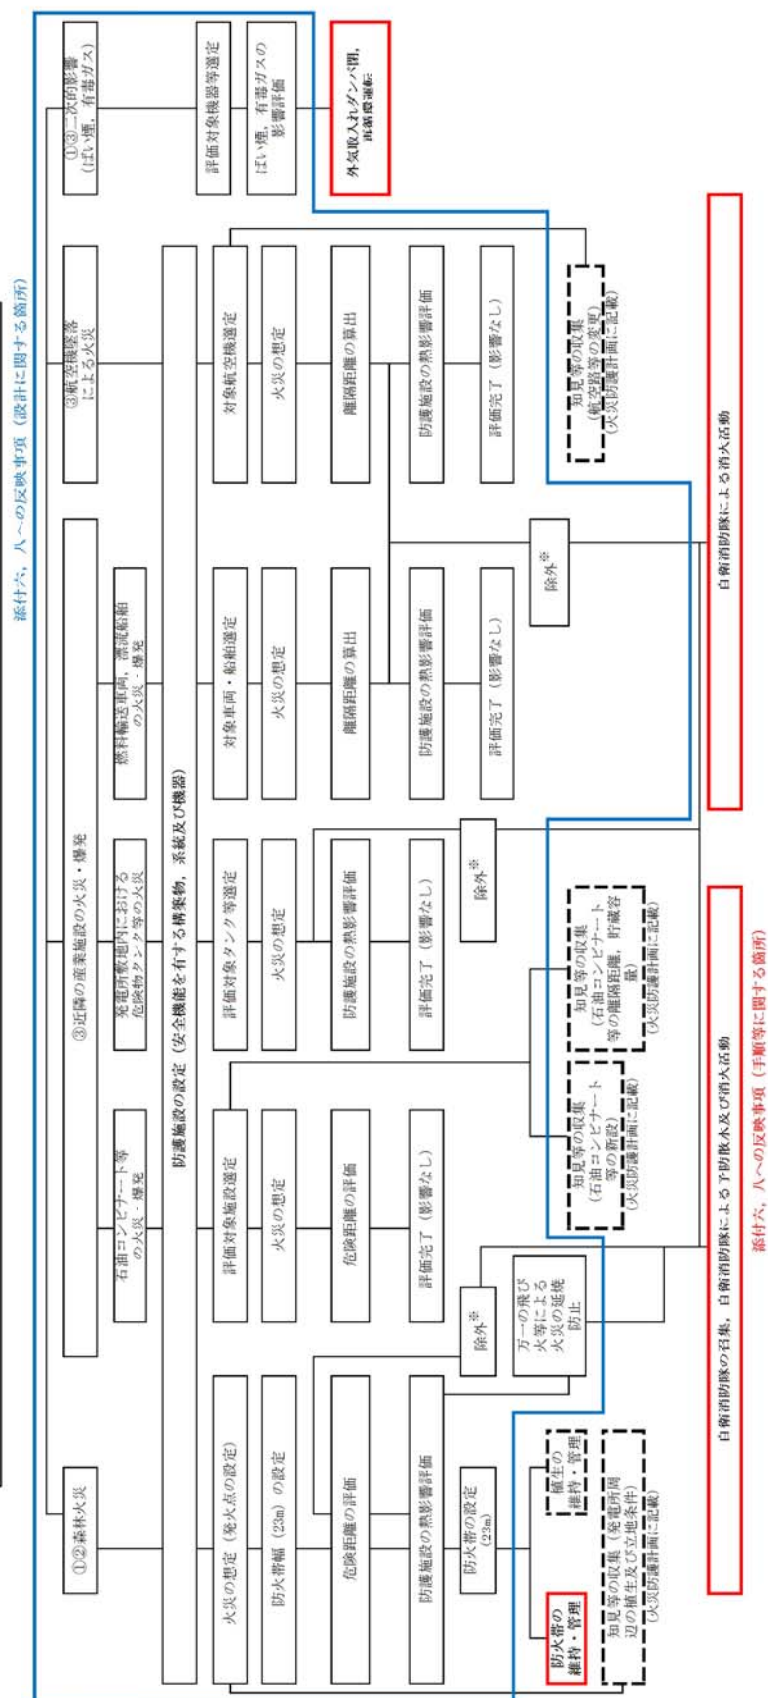 添付六,八への反映事項(設計に関する箇所)
①②森林火災
③近隣の産業施設の火災・爆発
③航空機墜落
による火災
①③二次的影響
(ばい煙,有毒ガス)
石油コンビナート等
の火災・爆発
発電所敷地内における
危険物タンク等の火災
燃料輸送車両,漂流船舶
の火災・爆発
防護施設の設定(安全機能を有する構築物,系統及び機器)
火災の想定(発火点の設定)
防火帯幅(23m)の設定
危険距離の評価
防護施設の熱影響評価
防火帯の設定
(23m)
防火帯の
維持・管理
植生の
維持・管理
知見等の収集(発電所周
辺の植生及び立地条件)
(火災防護計画に記載)
除外※
万一の飛び
火等による
火災の延焼
防止
評価対象施設選定
火災の想定
危険距離の評価
評価完了(影響なし)
知見等の収集
(石油コンビナート
等の新設)
(火災防護計画に記載)
知見等の収集
(石油コンビナート
等の離隔距離,貯蔵容
量)
(火災防護計画に記載)
評価対象タンク等選定
火災の想定
防護施設の熱影響評価
評価完了(影響なし)
除外※
対象車両・船舶選定
火災の想定
離隔距離の算出
防護施設の熱影響評価
評価完了(影響なし)
除外※
対象航空機選定
火災の想定
離隔距離の算出
防護施設の熱影響評価
評価完了(影響なし)
知見等の収集
(航空路等の変更)
(火災防護計画に記載)
評価対象機器等選定
ばい煙,有毒ガスの
影響評価
外気取入れダンパ閉,
再循環運転
自衛消防隊の召集,自衛消防隊による予防散水及び消火活動
自衛消防隊による消火活動
添付六,八への反映事項(手順等に関する箇所)